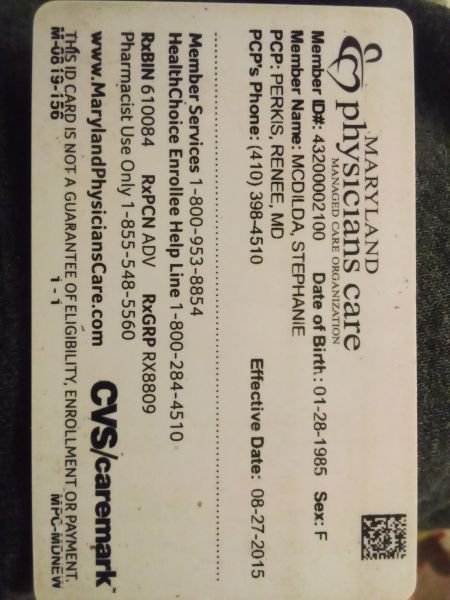 MARYLAND
physicians care
MANAGED CARE ORGANIZATION
Member ID#: 43200002100 Date of Birth: 01-28-1985 Sex: F
Member Name: MCDILDA, STEPHANIE
PCP: PERKIS, RENEE, MD
PCP's Phone: (410) 398-4510 Effective Date: 08-27-2015
Member Services 1-800-953-8854
HealthChoice Enrollee Help Line 1-800-284-4510
RxBIN 610084 RxPCN ADV RxGRP RX8809
Pharmacist Use Only 1-855-548-5560
www.MarylandPhysiciansCare.com CVS/caremark™
THIS ID CARD IS NOT A GUARANTEE OF ELIGIBILITY, ENROLLMENT OR PAYMENT.
M-0819-156 1 - 1 MPC-MDNEW